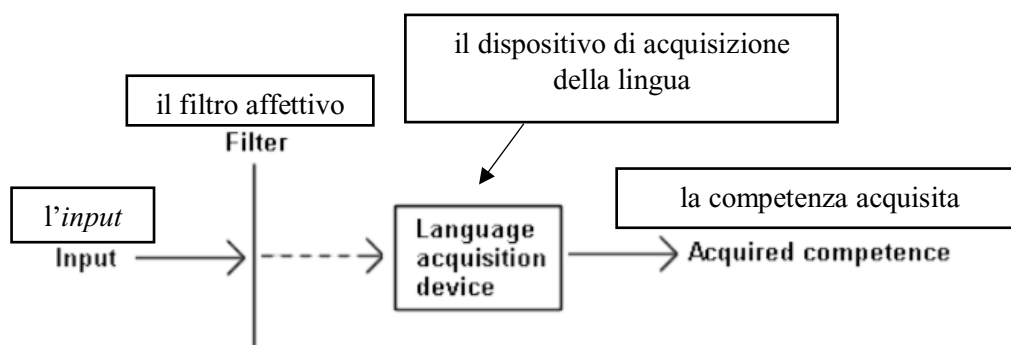 il dispositivo di acquisizione
della lingua
il filtro affettivo
Filter
l'input
Input
Language
acquisition
device
la competenza acquisita
Acquired competence